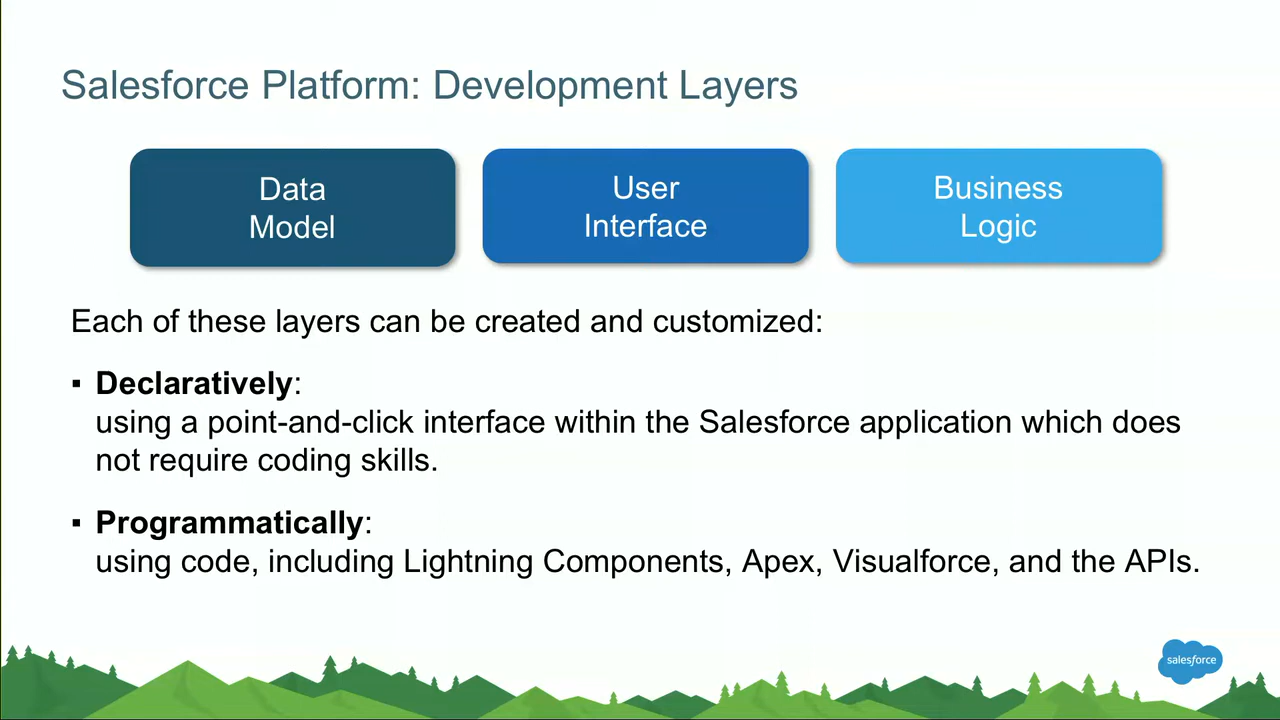 Salesforce Platform: Development Layers
Data
Model
User
Interface
Business
Logic
Each of these layers can be created and customized:
▪ Declaratively:
using a point-and-click interface within the Salesforce application which does
not require coding skills.
▪ Programmatically:
using code, including Lightning Components, Apex, Visualforce, and the APIs.
salesforce